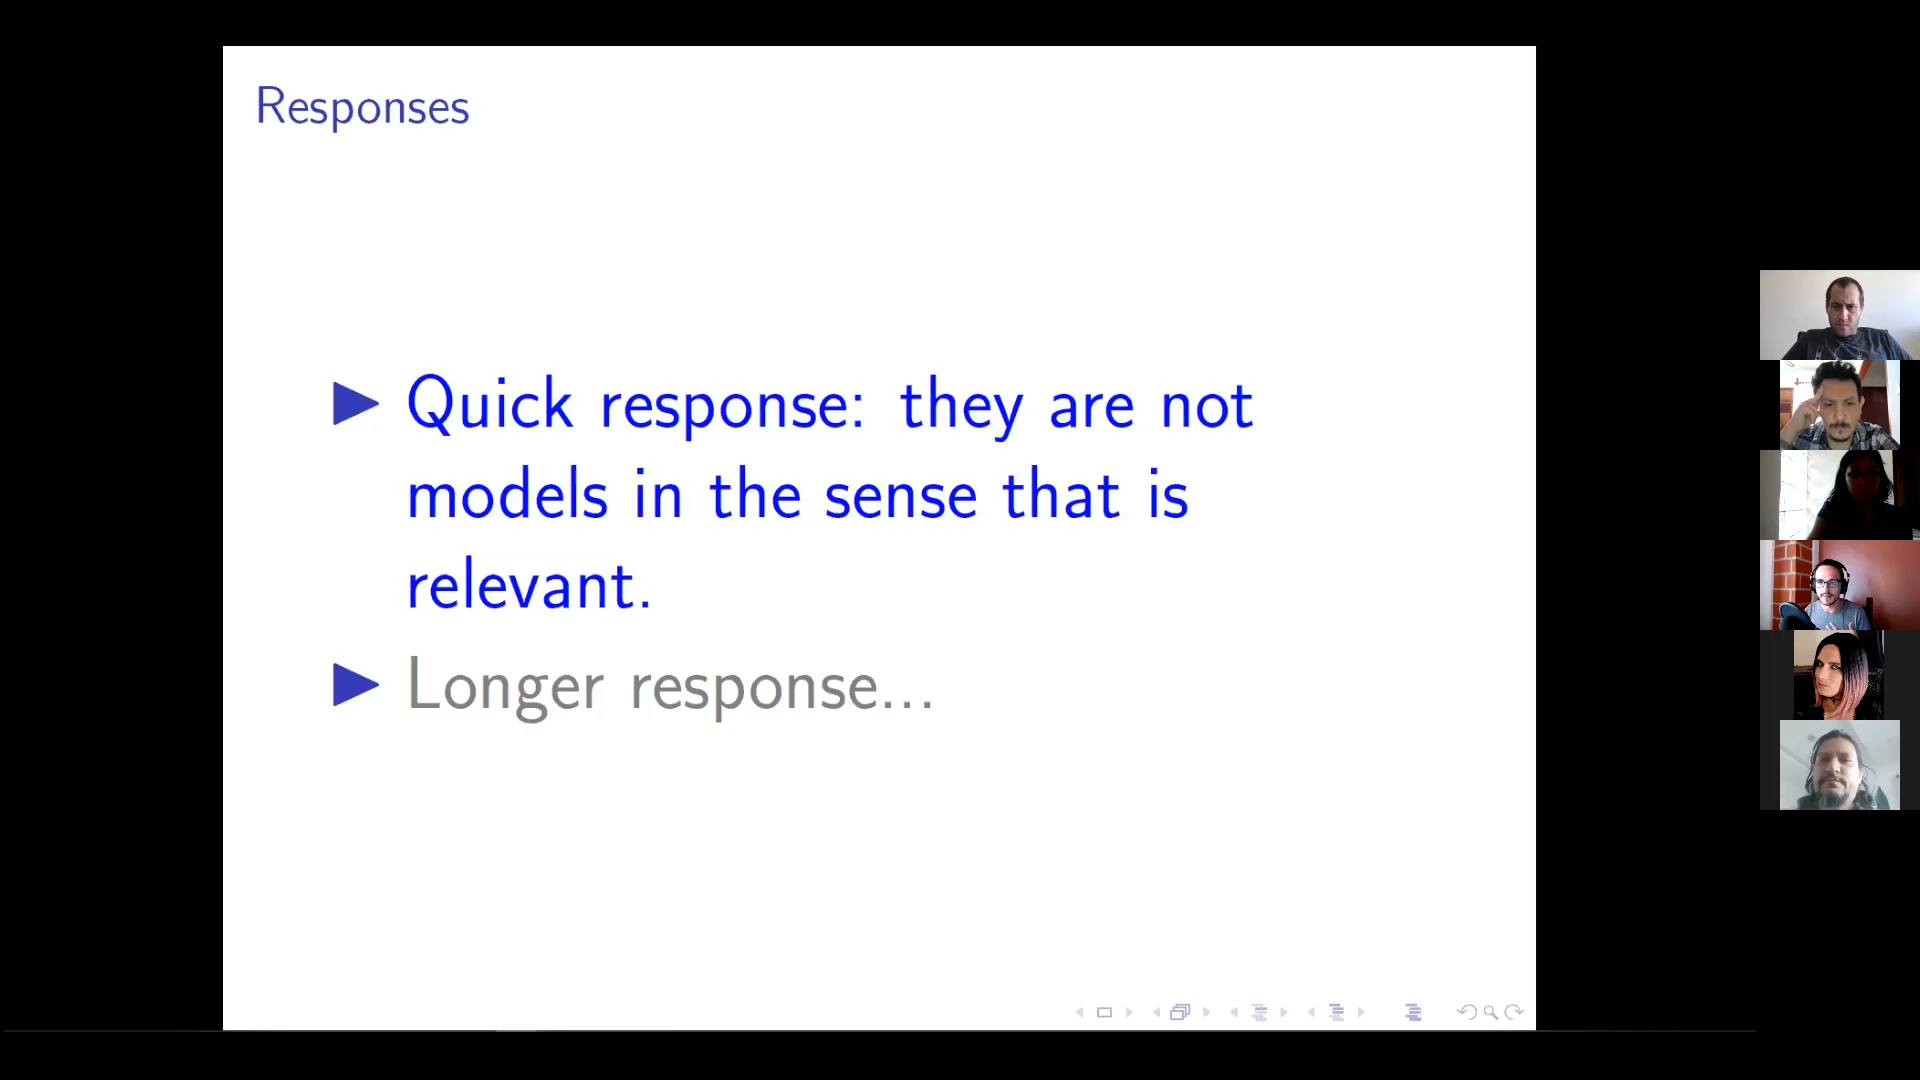 Responses
Quick response: they are not
models in the sense that is
relevant.
Longer response...